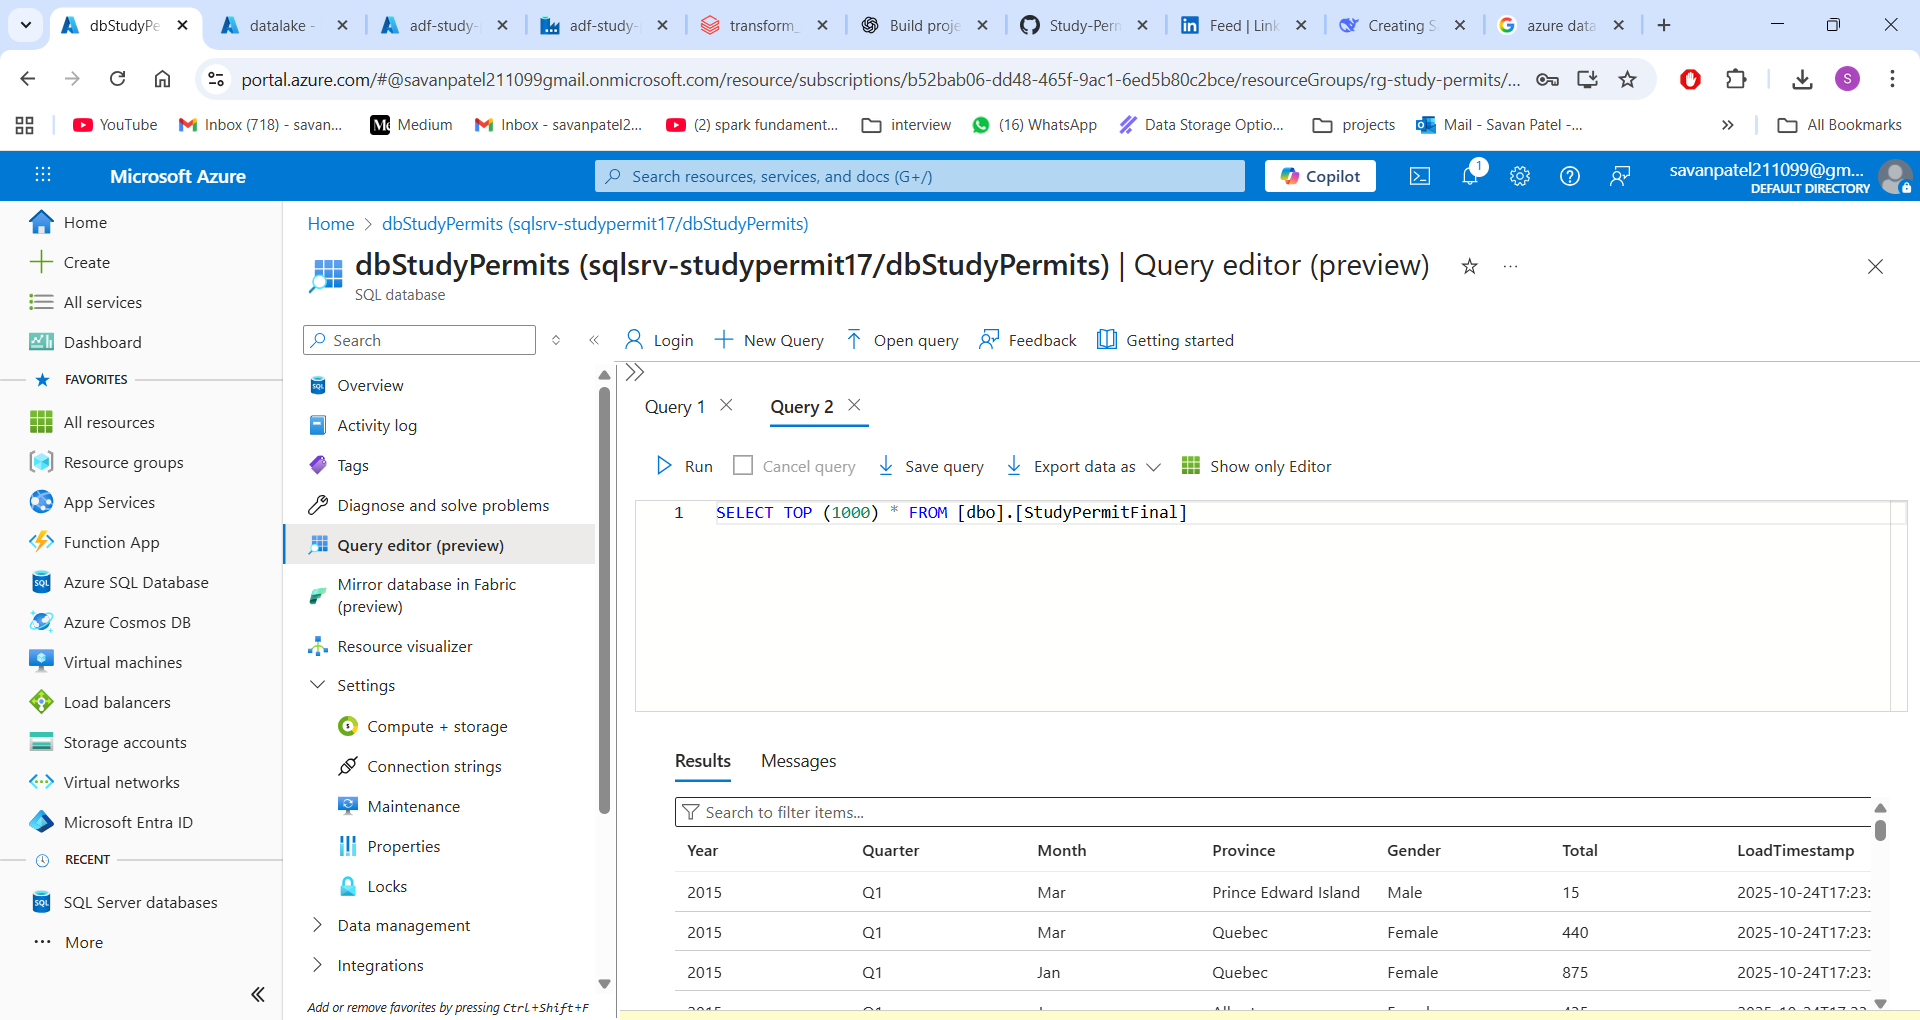 dbStudyPe
datalake -
adf-study-
adf-study-
transform_
Build proje
Study-Perm
Feed | Link
Creating S
azure data
portal.azure.com/#@savanpatel211099gmail.onmicrosoft.com/resource/subscriptions/b52bab06-dd48-465f-9ac1-6ed5b80c2bce/resourceGroups/rg-study-permits/...
S
YouTube
Inbox (718) - savan...
Medium
Inbox - savanpatel2...
(2) spark fundament...
interview
(16) WhatsApp
Data Storage Optio...
projects
Mail - Savan Patel -...
All Bookmarks
Microsoft Azure
Search resources, services, and docs (G+/)
Copilot
1
savanpatel211099@gm...
DEFAULT DIRECTORY
Home
Create
All services
Dashboard
FAVORITES
All resources
Resource groups
App Services
Function App
Azure SQL Database
Azure Cosmos DB
Virtual machines
Load balancers
Storage accounts
Virtual networks
Microsoft Entra ID
RECENT
SQL Server databases
More
Home > dbStudyPermits (sqlsrv-studypermit17/dbStudyPermits)
dbStudyPermits (sqlsrv-studypermit17/dbStudyPermits) | Query editor (preview)
SQL database
Search
Overview
Activity log
Tags
Diagnose and solve problems
Query editor (preview)
Mirror database in Fabric
(preview)
Resource visualizer
Settings
Compute + storage
Connection strings
Maintenance
Properties
Locks
Data management
Integrations
Add or remove favorites by pressing Ctrl+Shift+F
Login
New Query
Open query
Feedback
Getting started
Query 1
Query 2
Run
Cancel query
Save query
Export data as
Show only Editor
1 SELECT TOP (1000) * FROM [dbo].[StudyPermitFinal]
Results
Messages
Search to filter items...
Year Quarter Month Province Gender Total LoadTimestamp
2015 Q1 Mar Prince Edward Island Male 15 2025-10-24T17:23:
2015 Q1 Mar Quebec Female 440 2025-10-24T17:23:
2015 Q1 Jan Quebec Female 875 2025-10-24T17:23: